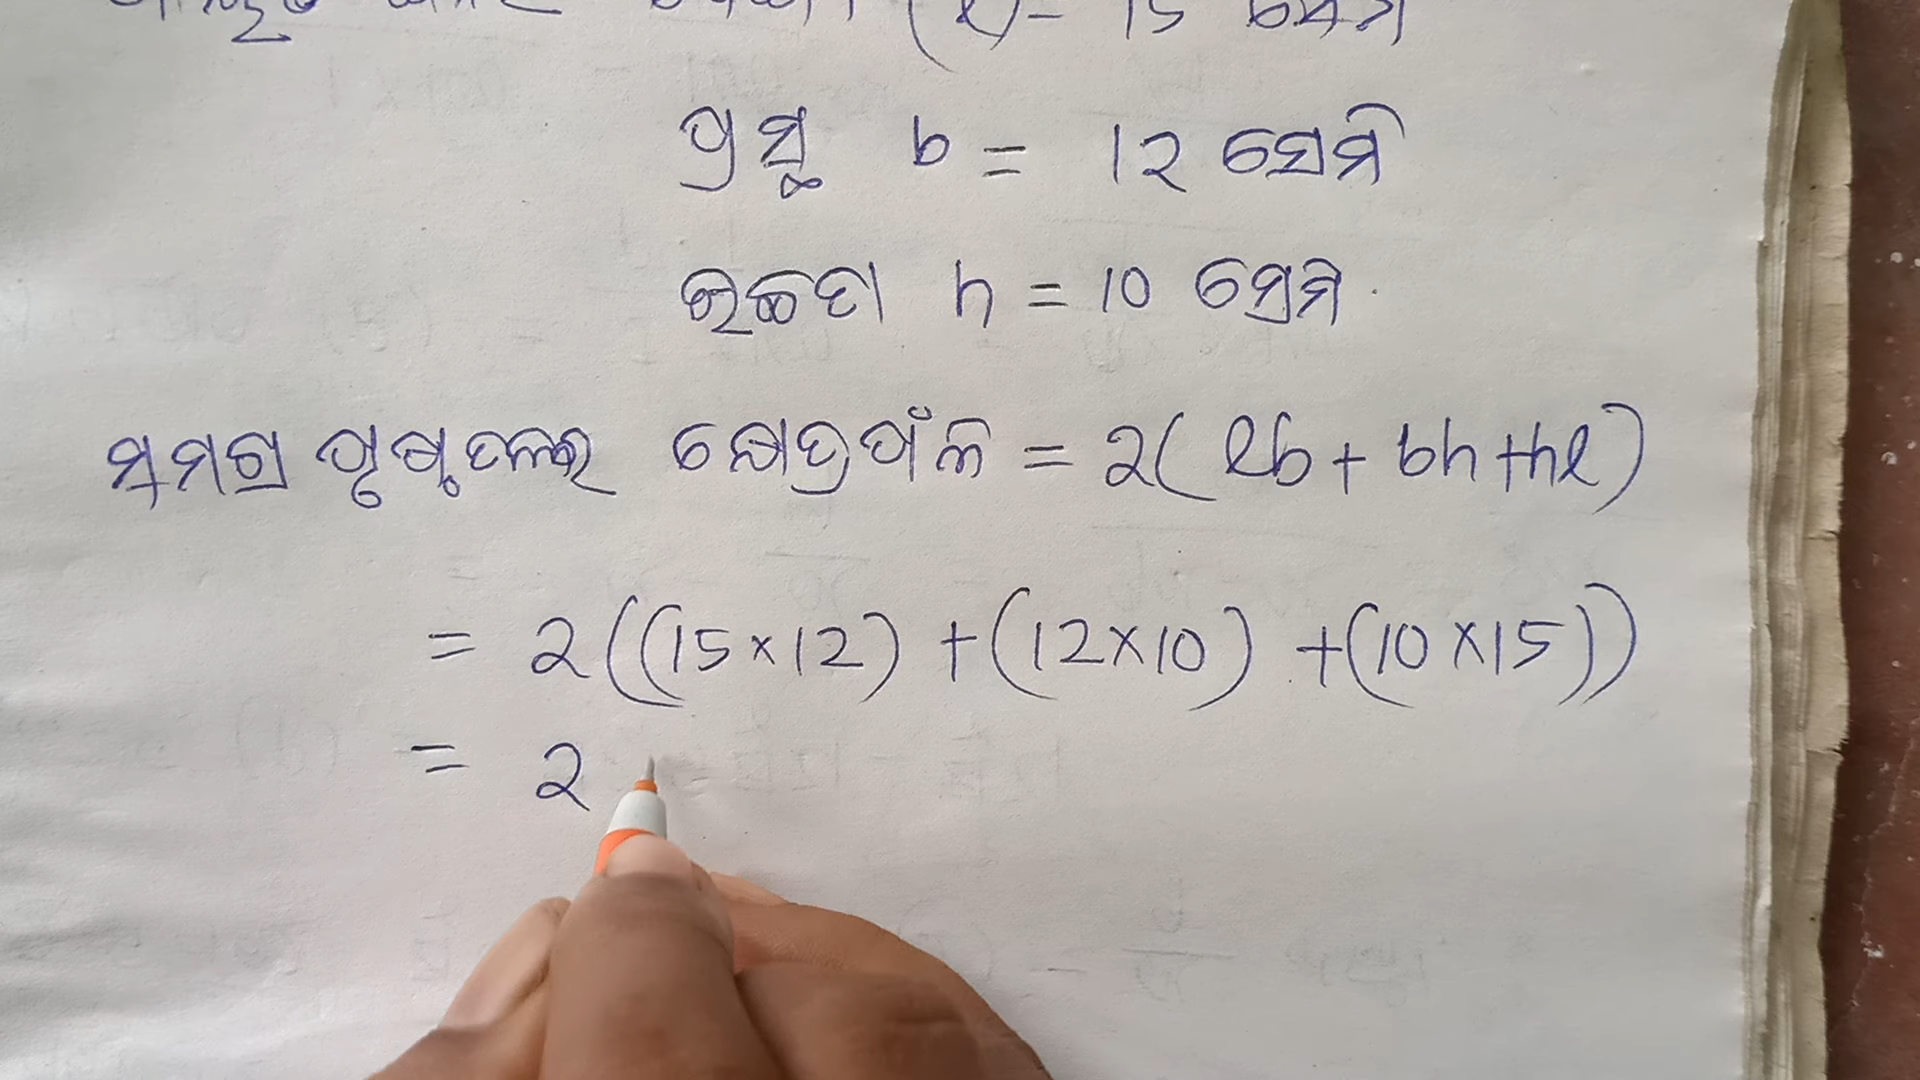 (l) = 15 ସେମି
ପ୍ରସ୍ଥ b = 12 ସେମି
ଉଚ୍ଚତା h = 10 ସେମି
ସମଗ୍ର ପୃଷ୍ଠତଳର କ୍ଷେତ୍ରଫଳ = 2(lb + bh + hl)
= 2((15×12) + (12×10) + (10×15))
= 2